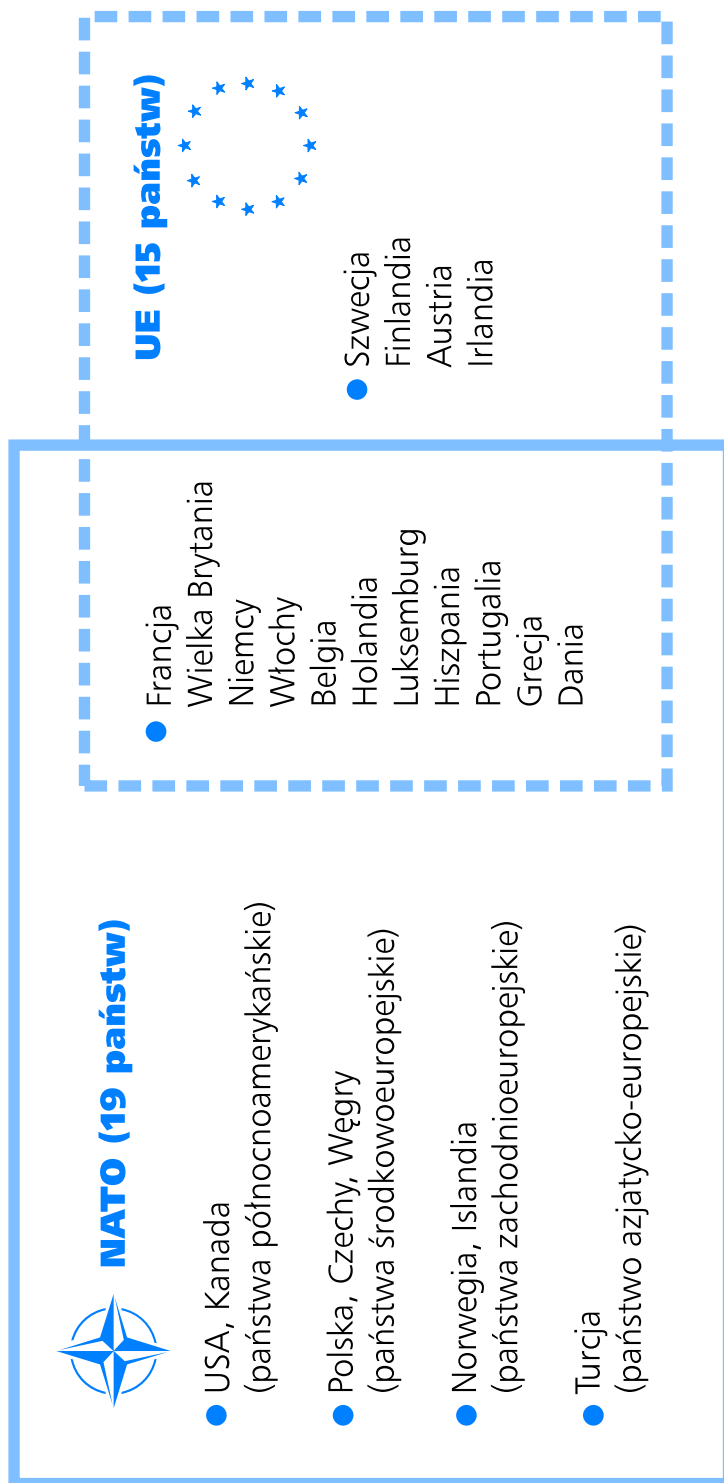 NATO (19 państw)
USA, Kanada
(państwa północnoamerykańskie)
Polska, Czechy, Węgry
(państwa środkowoeuropejskie)
Norwegia, Islandia
(państwa zachodnioeuropejskie)
Turcja
(państwo azjatycko-europejskie)
Francja
Wielka Brytania
Niemcy
Włochy
Belgia
Holandia
Luksemburg
Hiszpania
Portugalia
Grecja
Dania
UE (15 państw)
Szwecja
Finlandia
Austria
Irlandia